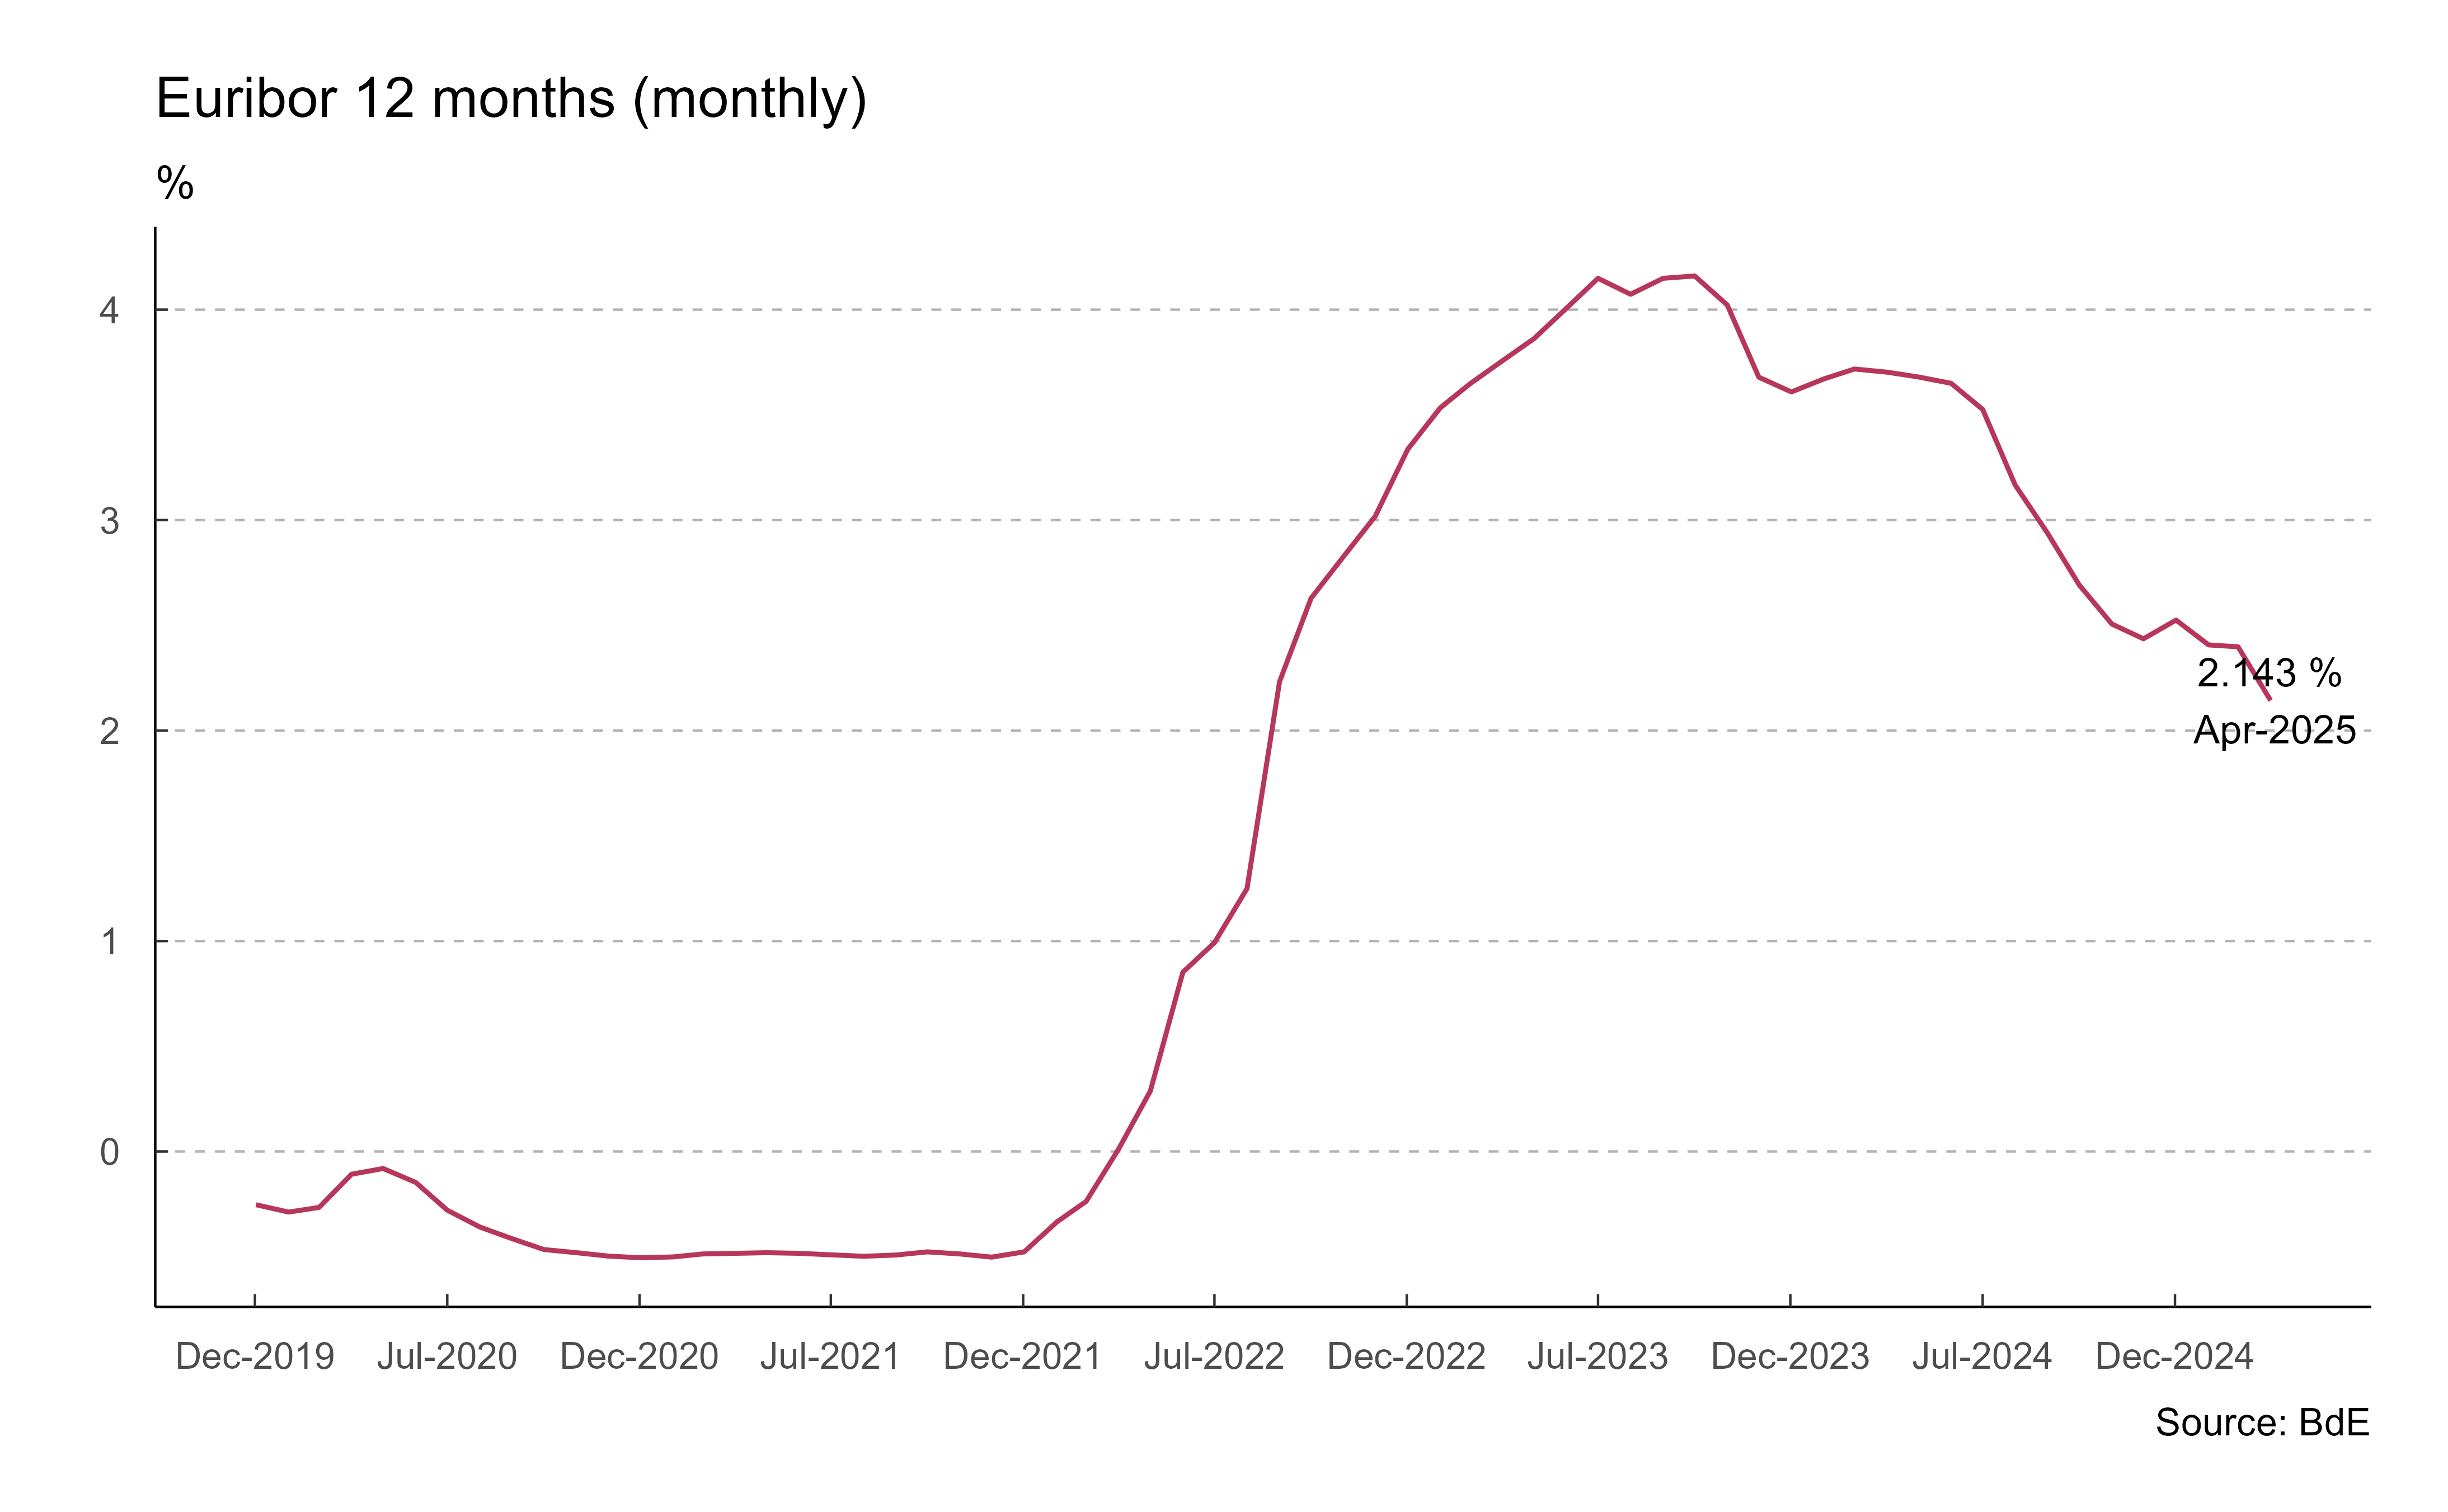 Euribor 12 months (monthly)
%
4
3
2
1
0
2.143 %
Apr-2025
Dec-2019 Jul-2020 Dec-2020 Jul-2021 Dec-2021 Jul-2022 Dec-2022 Jul-2023 Dec-2023 Jul-2024 Dec-2024
Source: BdE